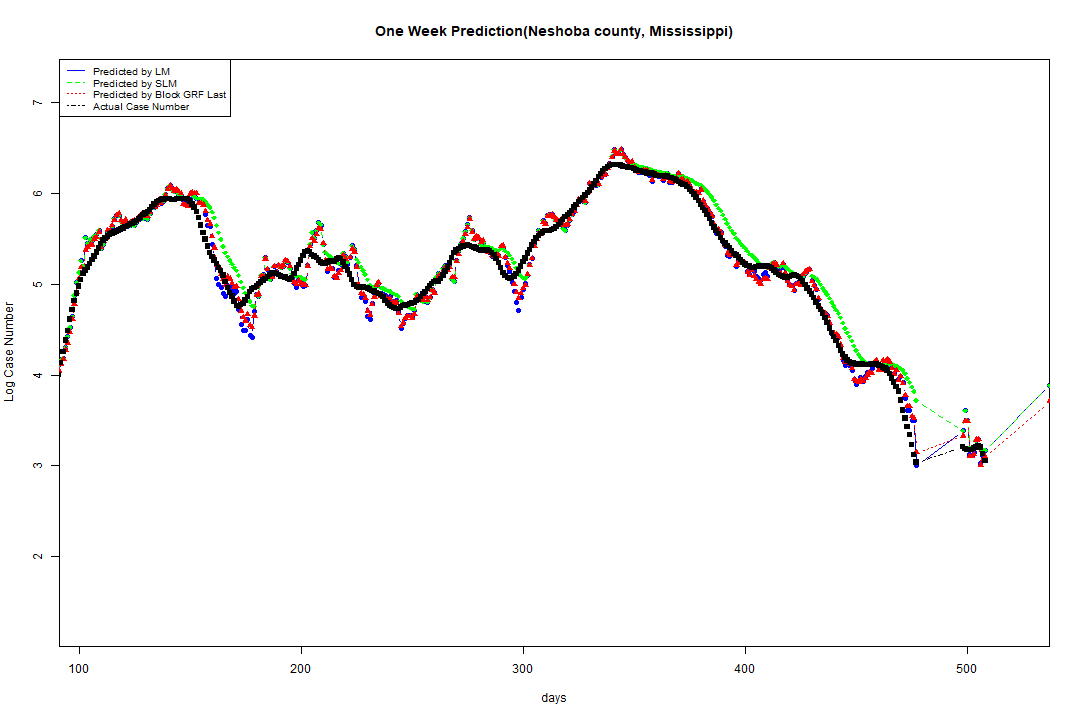 One Week Prediction(Neshoba county, Mississippi)
Predicted by LM
Predicted by SLM
Predicted by Block GRF Last
Actual Case Number
7
6
5
4
3
2
Log Case Number
100 200 300 400 500
days